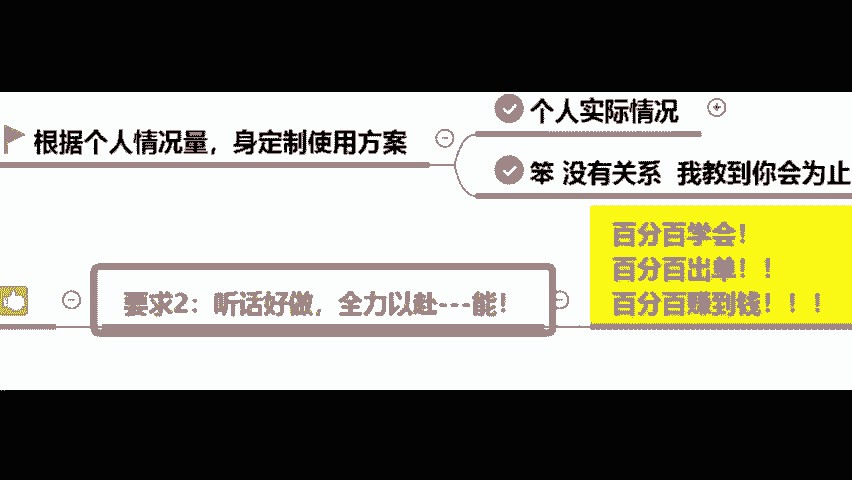 个人实际情况
根据个人情况量，身定制使用方案
笨 没有关系 我教到你会为止
百分百学会！
百分百出单！！
百分百赚到钱！！！
要求2：听话好做，全力以赴---能！